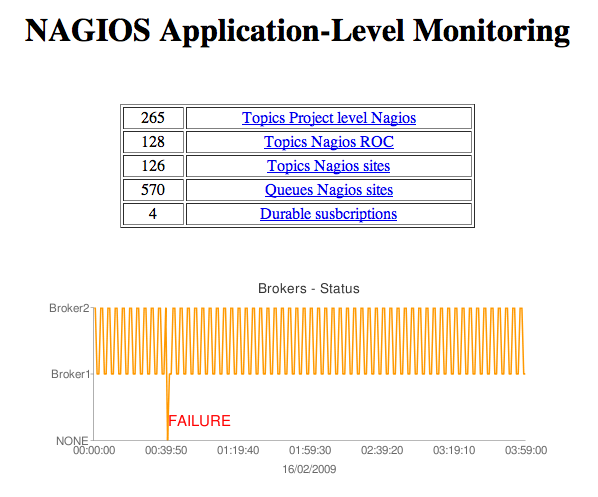 NAGIOS Application-Level Monitoring
265 Topics Project level Nagios
128 Topics Nagios ROC
126 Topics Nagios sites
570 Queues Nagios sites
4 Durable susbcriptions
Brokers - Status
Broker2
Broker1
FAILURE
NONE
00:00:00 00:39:50 01:19:40 01:59:30 02:39:20 03:19:10 03:59:00
16/02/2009